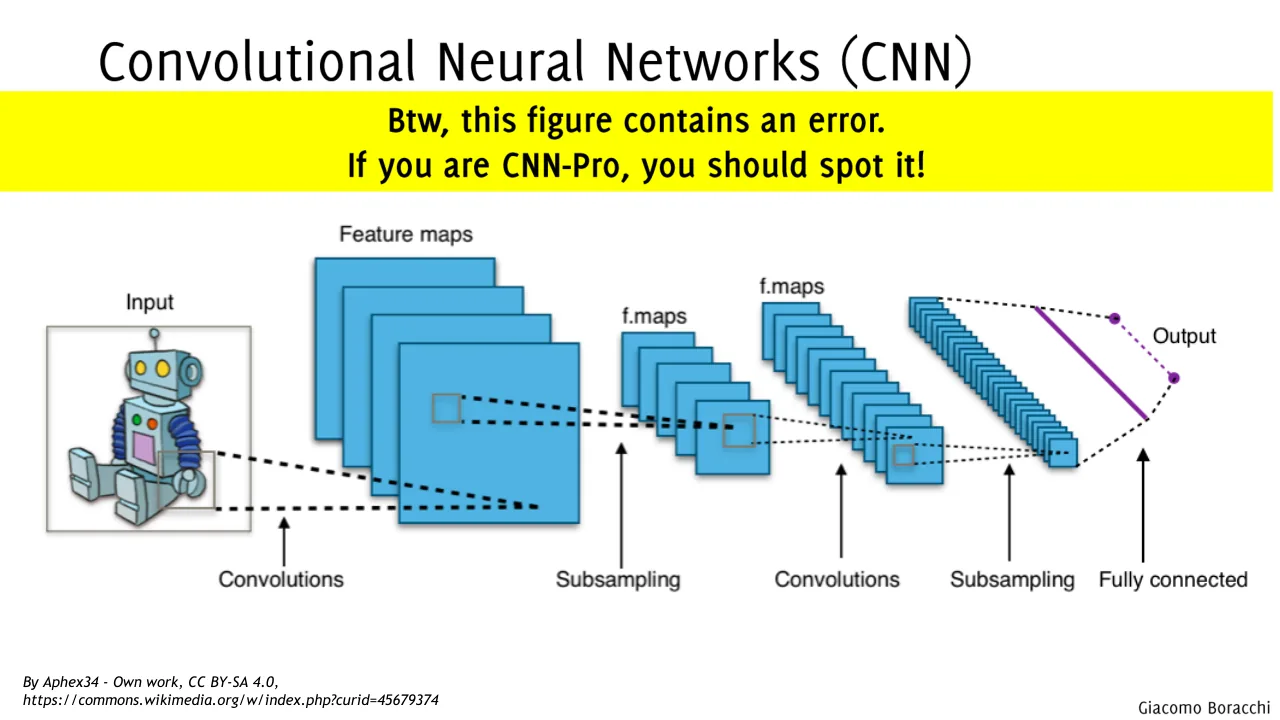 Convolutional Neural Networks (CNN)
Btw, this figure contains an error.
If you are CNN-Pro, you should spot it!
Feature maps
Input
f.maps
f.maps
Output
Convolutions
Subsampling
Convolutions
Subsampling
Fully connected
By Aphex34 - Own work, CC BY-SA 4.0,
https://commons.wikimedia.org/w/index.php?curid=45679374
Giacomo Boracchi